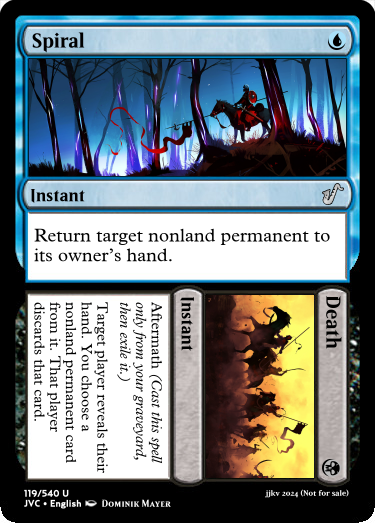 Spiral
Instant
Return target nonland permanent to
its owner's hand.
Death
Instant
Aftermath (Cast this spell
only from your graveyard,
then exile it.)
Target player reveals their
hand. You choose a
nonland permanent card
from it. That player
discards that card.
119/540 U
JVC • English Dominik Mayer
jjkv 2024 (Not for sale)